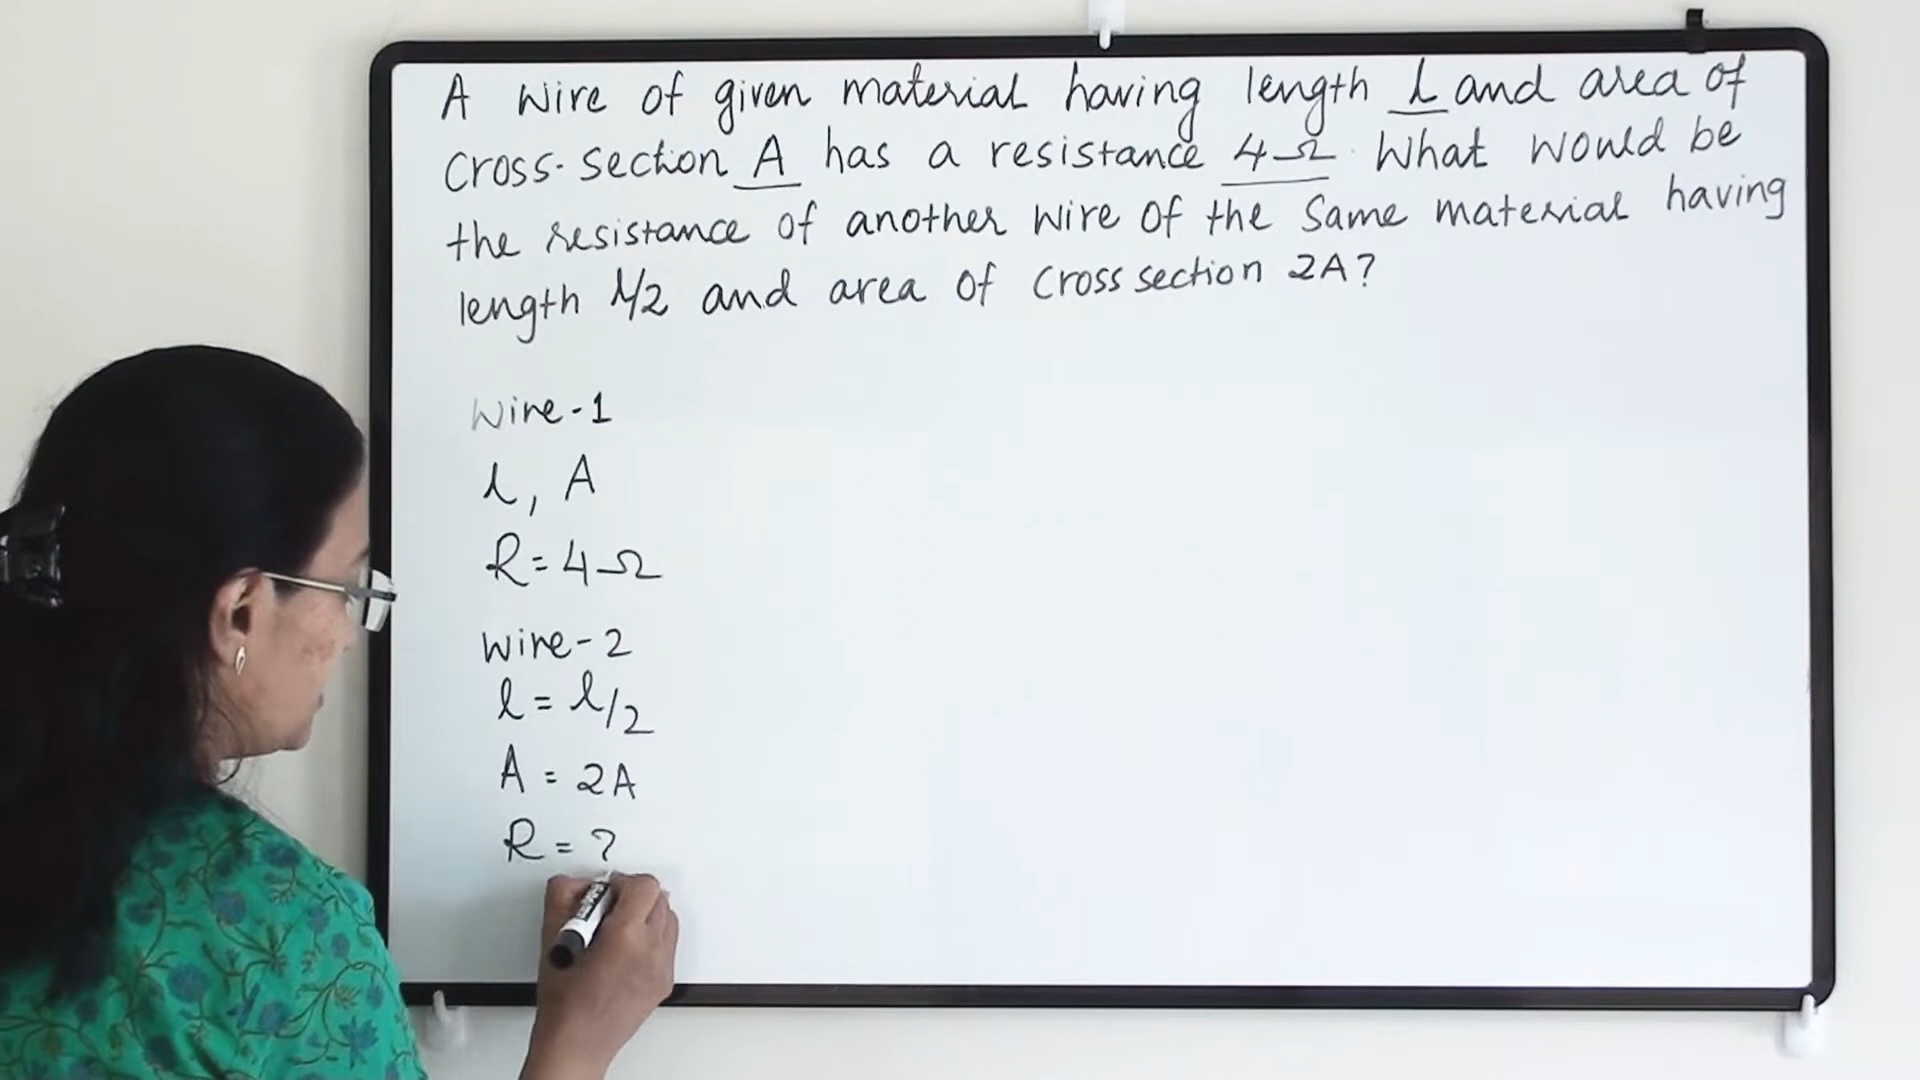 A wire of given material having length l and area of
cross-section A has a resistance 4Ω. What would be
the resistance of another wire of the same material having
length l/2 and area of cross section 2A?
Wire-1
l, A
R=4Ω
Wire-2
l = l/2
A = 2A
R = ?